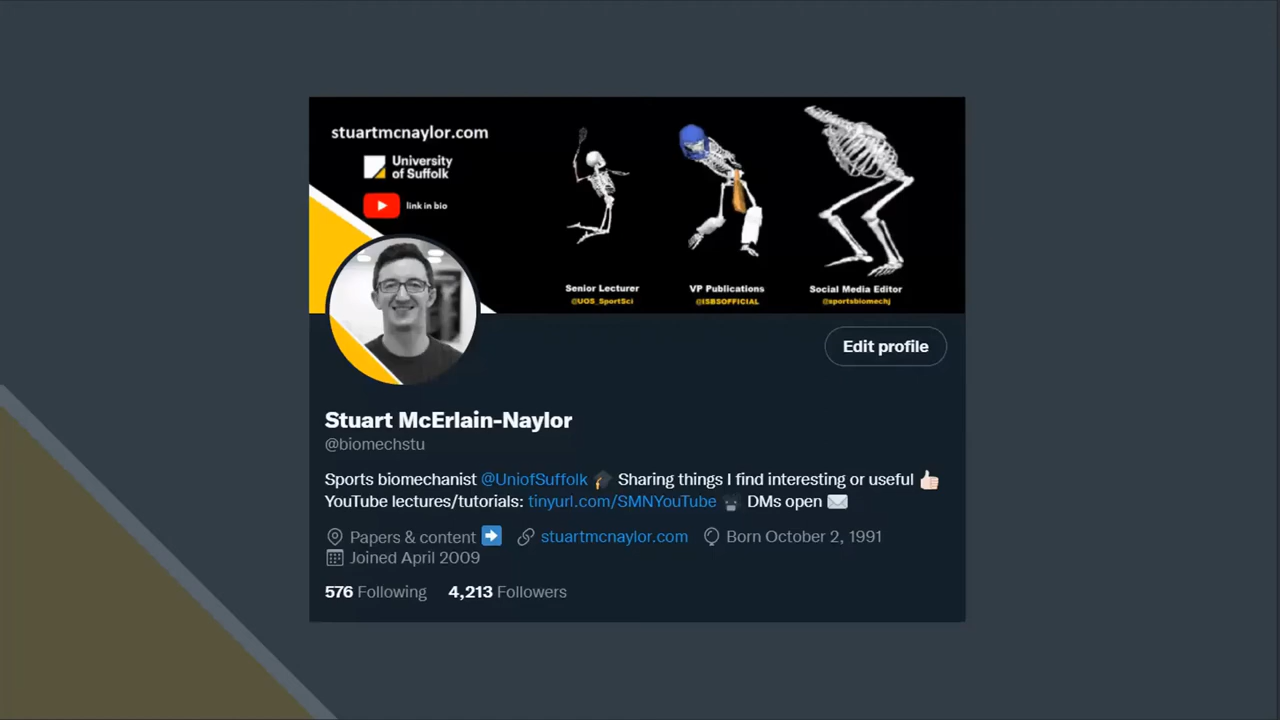 stuartmcnaylor.com
University
of Suffolk
link in bio
Senior Lecturer
@UOS_SportSci
VP Publications
@ISBSOFFICIAL
Social Media Editor
@sportsbiomechj
Edit profile
Stuart McErlain-Naylor
@biomechstu
Sports biomechanist @UniofSuffolk 🎓 Sharing things I find interesting or useful 👍🏻
YouTube lectures/tutorials: tinyurl.com/SMNYouTube 📽 DMs open ✉️
Papers & content ➡️ stuartmcnaylor.com Born October 2, 1991
Joined April 2009
576 Following 4,213 Followers